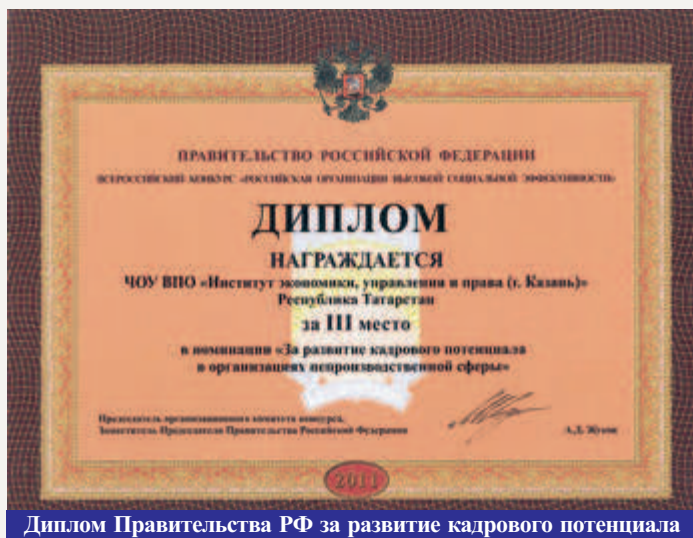 ПРАВИТЕЛЬСТВО РОССИЙСКОЙ ФЕДЕРАЦИИ
ВСЕРОССИЙСКИЙ КОНКУРС «РОССИЙСКАЯ ОРГАНИЗАЦИЯ ВЫСОКОЙ СОЦИАЛЬНОЙ ЭФФЕКТИВНОСТИ»
ДИПЛОМ
НАГРАЖДАЕТСЯ
ЧОУ ВПО «Институт экономики, управления и права (г. Казань)»
Республика Татарстан
за III место
в номинации «За развитие кадрового потенциала
в организациях непроизводственной сферы»
Председатель организационного комитета конкурса,
Заместитель Председателя Правительства Российской Федерации
А.Д. Жуков
2011
Диплом Правительства РФ за развитие кадрового потенциала